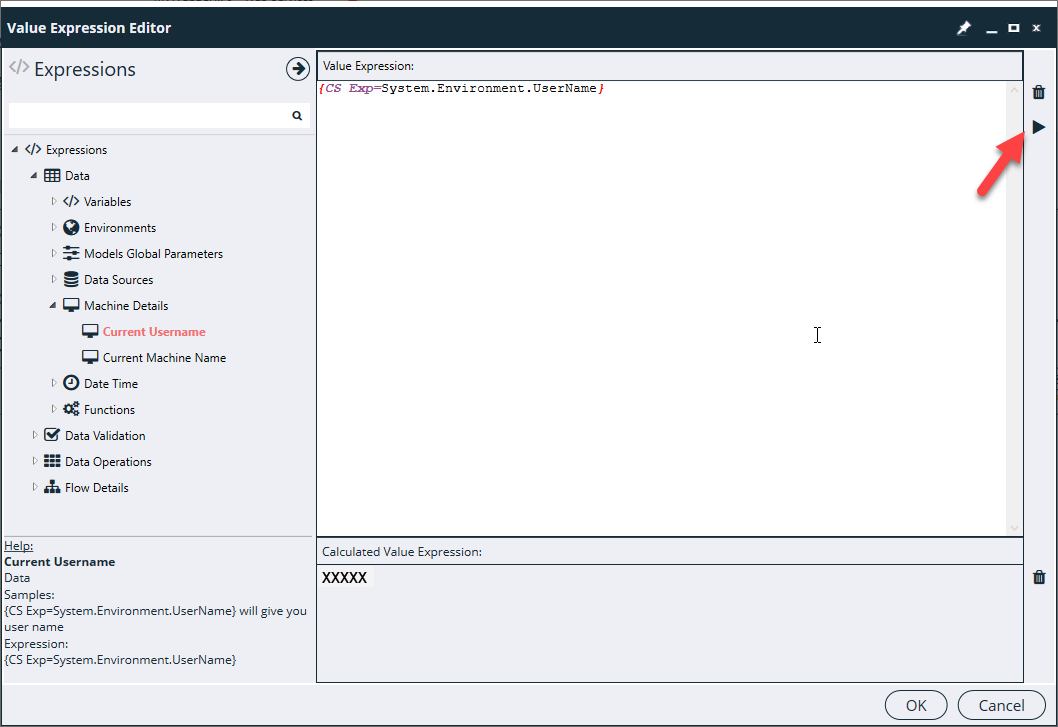 Value Expression Editor
Expressions
Value Expression:
{CS Exp=System.Environment.UserName}
Expressions
Data
Variables
Environments
Models Global Parameters
Data Sources
Machine Details
Current Username
Current Machine Name
Date Time
Functions
Data Validation
Data Operations
Flow Details
Help:
Current Username
Data
Samples:
{CS Exp=System.Environment.UserName} will give you
user name
Expression:
{CS Exp=System.Environment.UserName}
Calculated Value Expression:
XXXXX
OK
Cancel